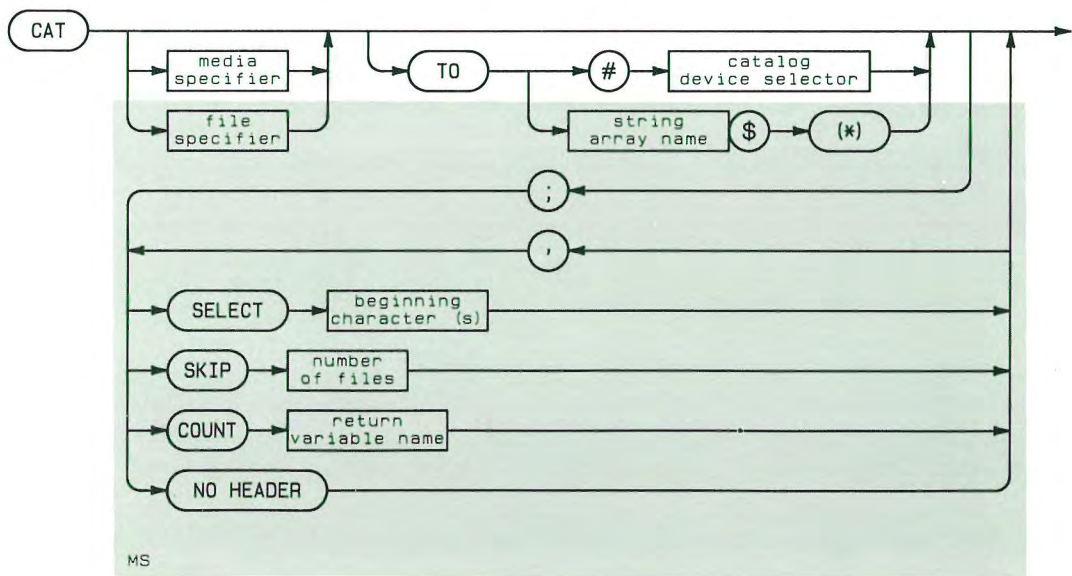 CAT
media
specifier
TO
#
catalog
device selector
file
specifier
string
array name
$
(*)
;
,
SELECT
beginning
character (s)
SKIP
number
of files
COUNT
return
variable name
NO HEADER
MS